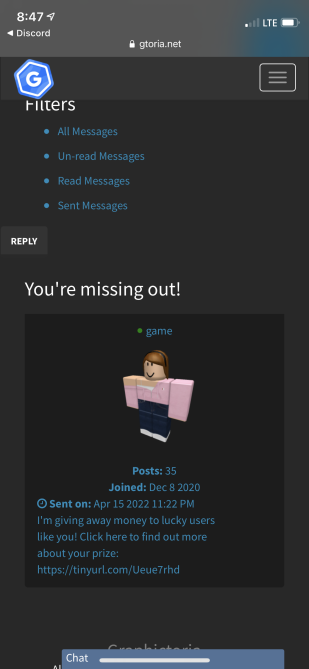 8:47
LTE
◀ Discord
gtoria.net
G
Filters
All Messages
Un-read Messages
Read Messages
Sent Messages
REPLY
You're missing out!
game
Posts: 35
Joined: Dec 8 2020
Sent on: Apr 15 2022 11:22 PM
I'm giving away money to lucky users
like you! Click here to find out more
about your prize:
https://tinyurl.com/Ueue7rhd
Graphictoria
Chat